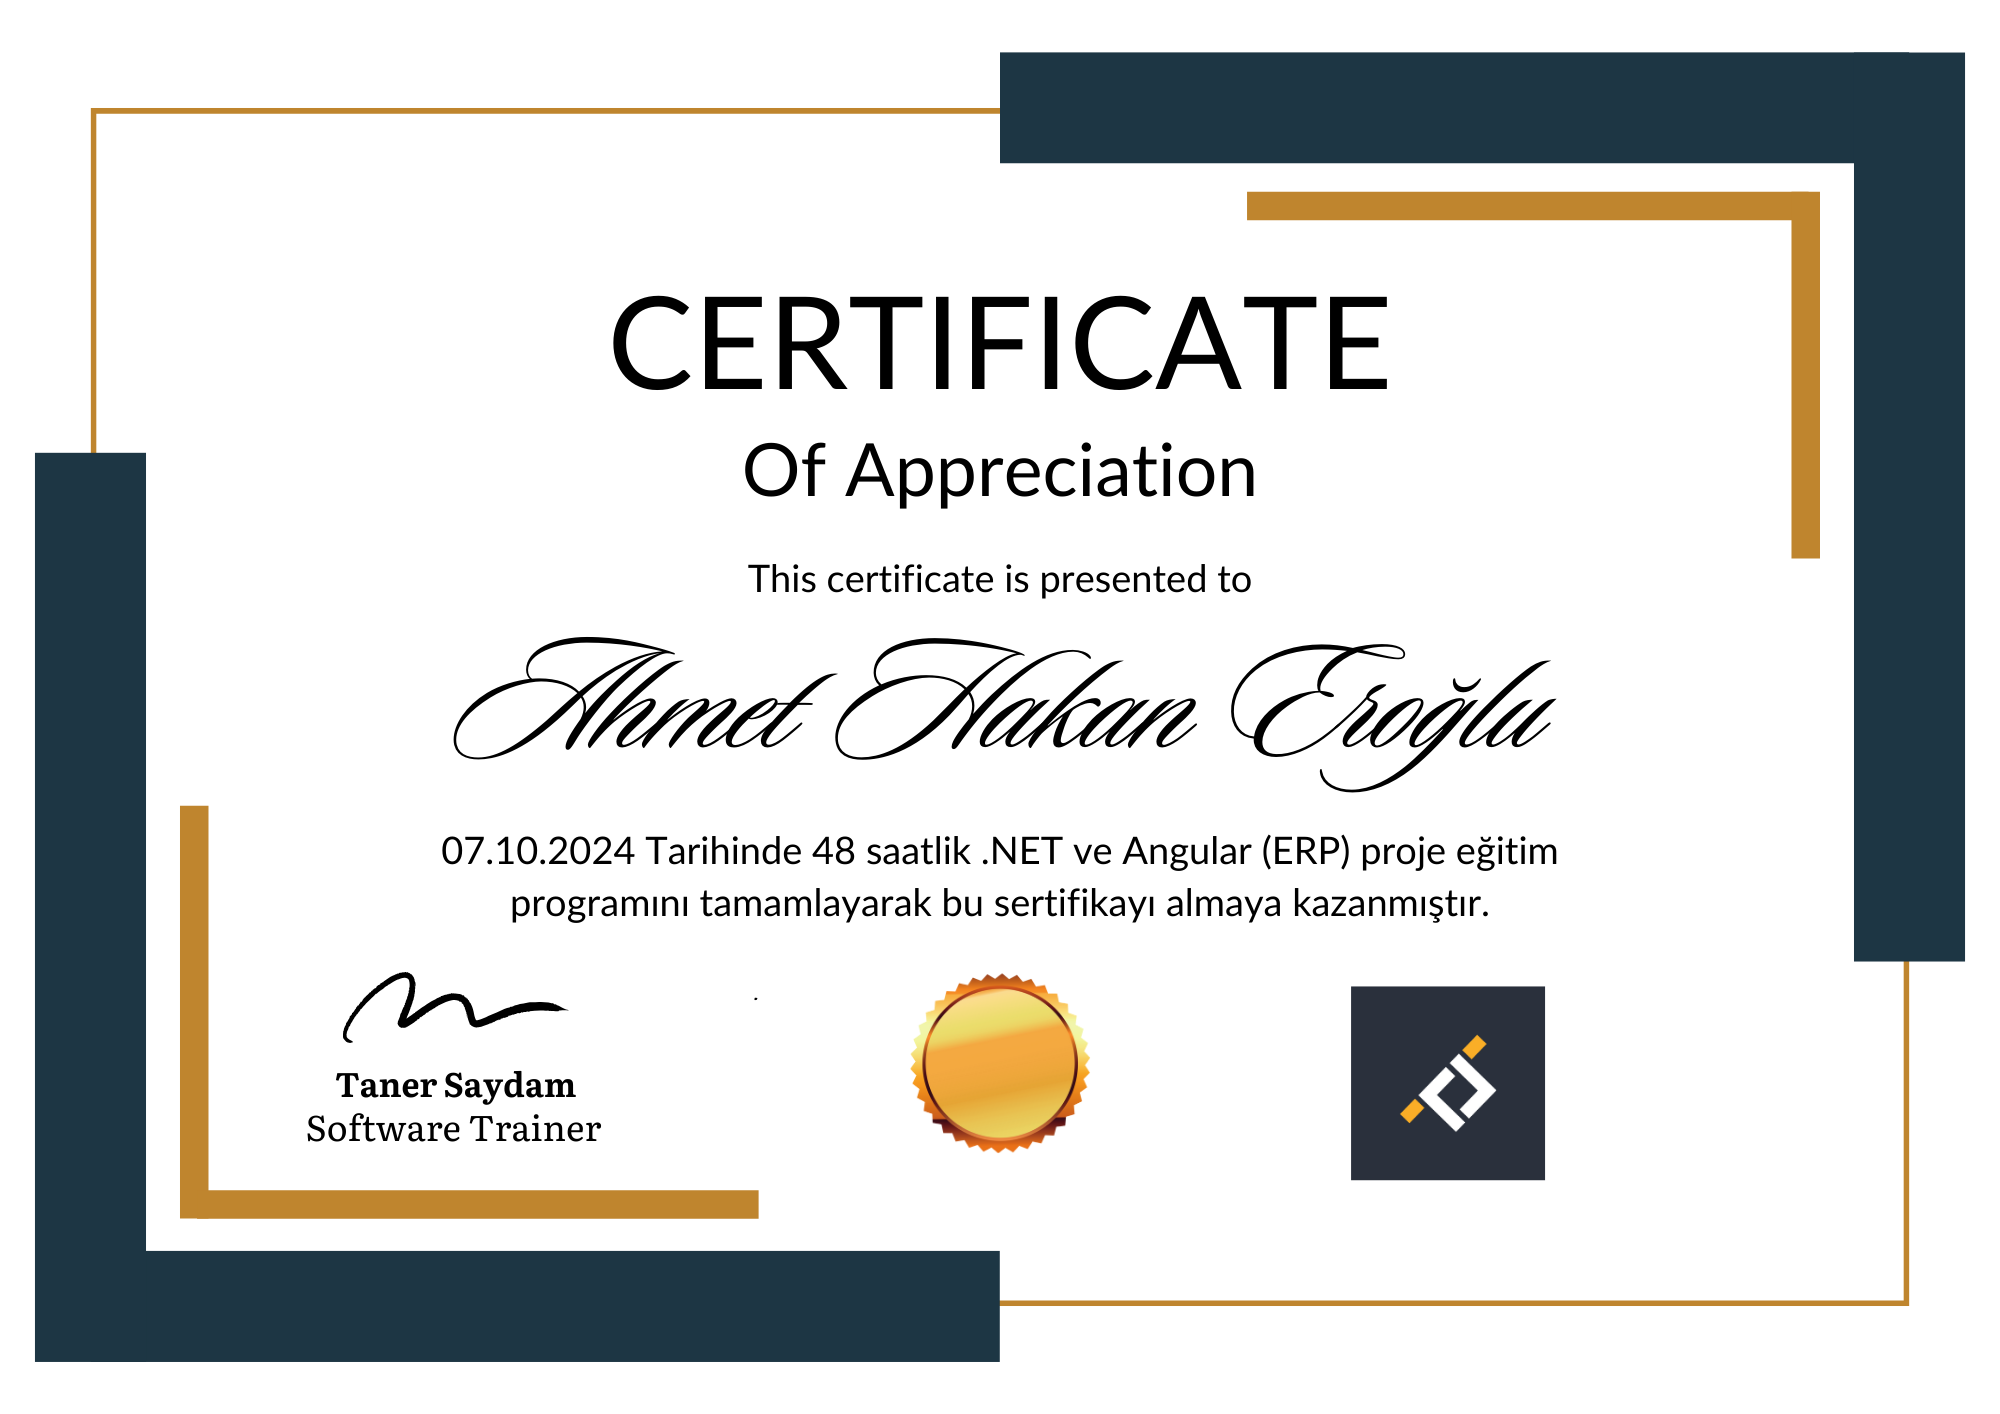 CERTIFICATE
Of Appreciation
This certificate is presented to
Ahmet Hakan Eroğlu
07.10.2024 Tarihinde 48 saatlik .NET ve Angular (ERP) proje eğitim
programını tamamlayarak bu sertifikayı almaya kazanmıştır.
Taner Saydam
Software Trainer